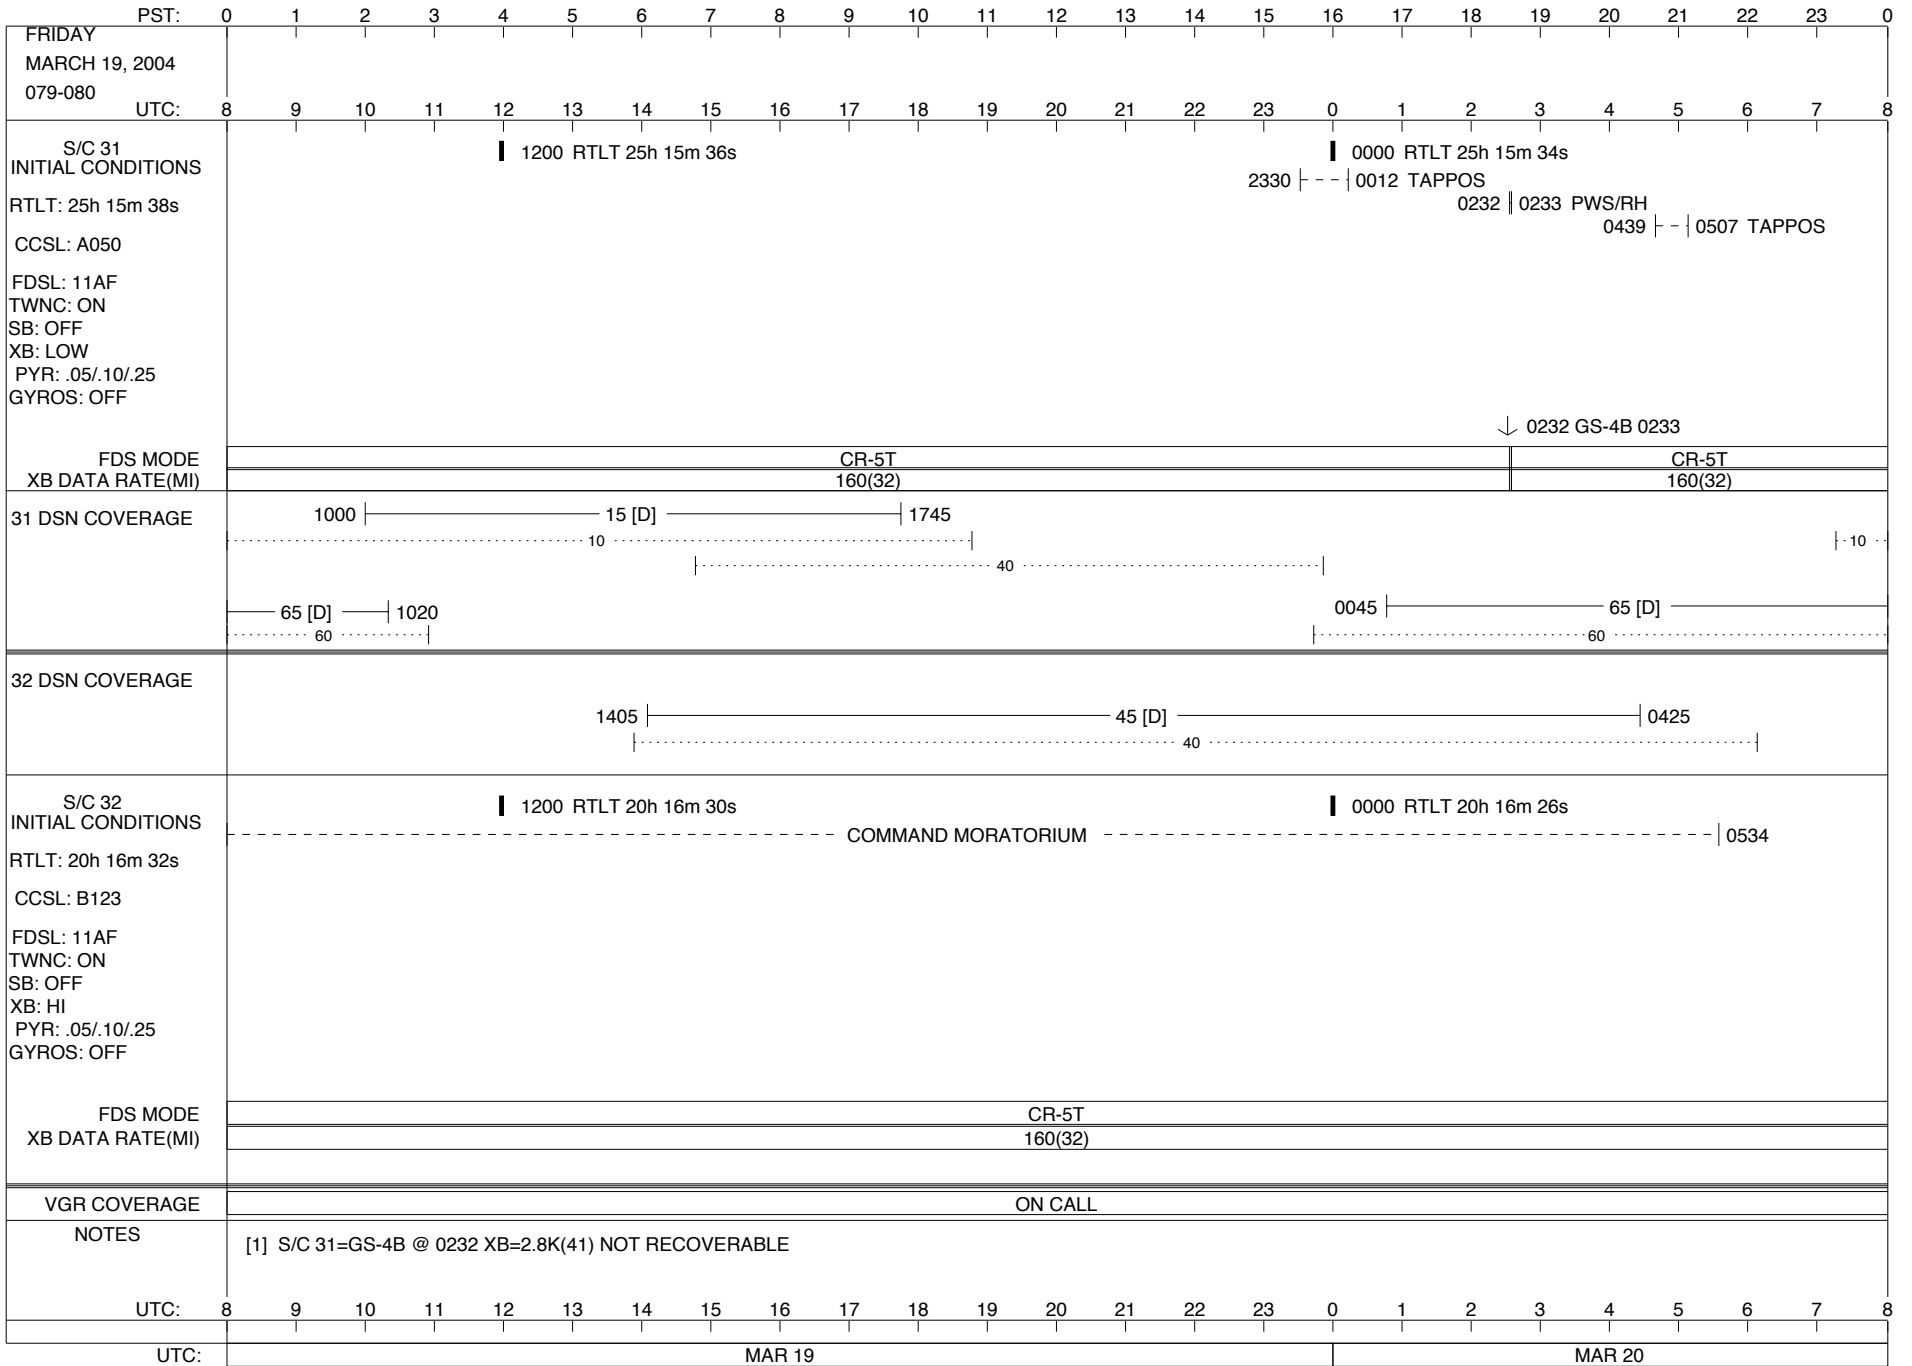 PST: 0 1 2 3 4 5 6 7 8 9 10 11 12 13 14 15 16 17 18 19 20 21 22 23 0
FRIDAY
MARCH 19, 2004
079-080
UTC: 8 9 10 11 12 13 14 15 16 17 18 19 20 21 22 23 0 1 2 3 4 5 6 7 8
S/C 31
INITIAL CONDITIONS
1200 RTLT 25h 15m 36s
0000 RTLT 25h 15m 34s
2330 0012 TAPPOS
RTLT: 25h 15m 38s
0232 0233 PWS/RH
0439 0507 TAPPOS
CCSL: A050
FDSL: 11AF
TWNC: ON
SB: OFF
XB: LOW
PYR: .05/.10/.25
GYROS: OFF
0232 GS-4B 0233
FDS MODE CR-5T CR-5T
XB DATA RATE(MI) 160(32) 160(32)
31 DSN COVERAGE 1000 15 [D] 1745
10 10
40
65 [D] 1020 0045 65 [D]
60 60
32 DSN COVERAGE
1405 45 [D] 0425
40
S/C 32
INITIAL CONDITIONS
1200 RTLT 20h 16m 30s
0000 RTLT 20h 16m 26s
COMMAND MORATORIUM 0534
RTLT: 20h 16m 32s
CCSL: B123
FDSL: 11AF
TWNC: ON
SB: OFF
XB: HI
PYR: .05/.10/.25
GYROS: OFF
FDS MODE CR-5T
XB DATA RATE(MI) 160(32)
VGR COVERAGE ON CALL
NOTES
[1] S/C 31=GS-4B @ 0232 XB=2.8K(41) NOT RECOVERABLE
UTC: 8 9 10 11 12 13 14 15 16 17 18 19 20 21 22 23 0 1 2 3 4 5 6 7 8
UTC: MAR 19 MAR 20